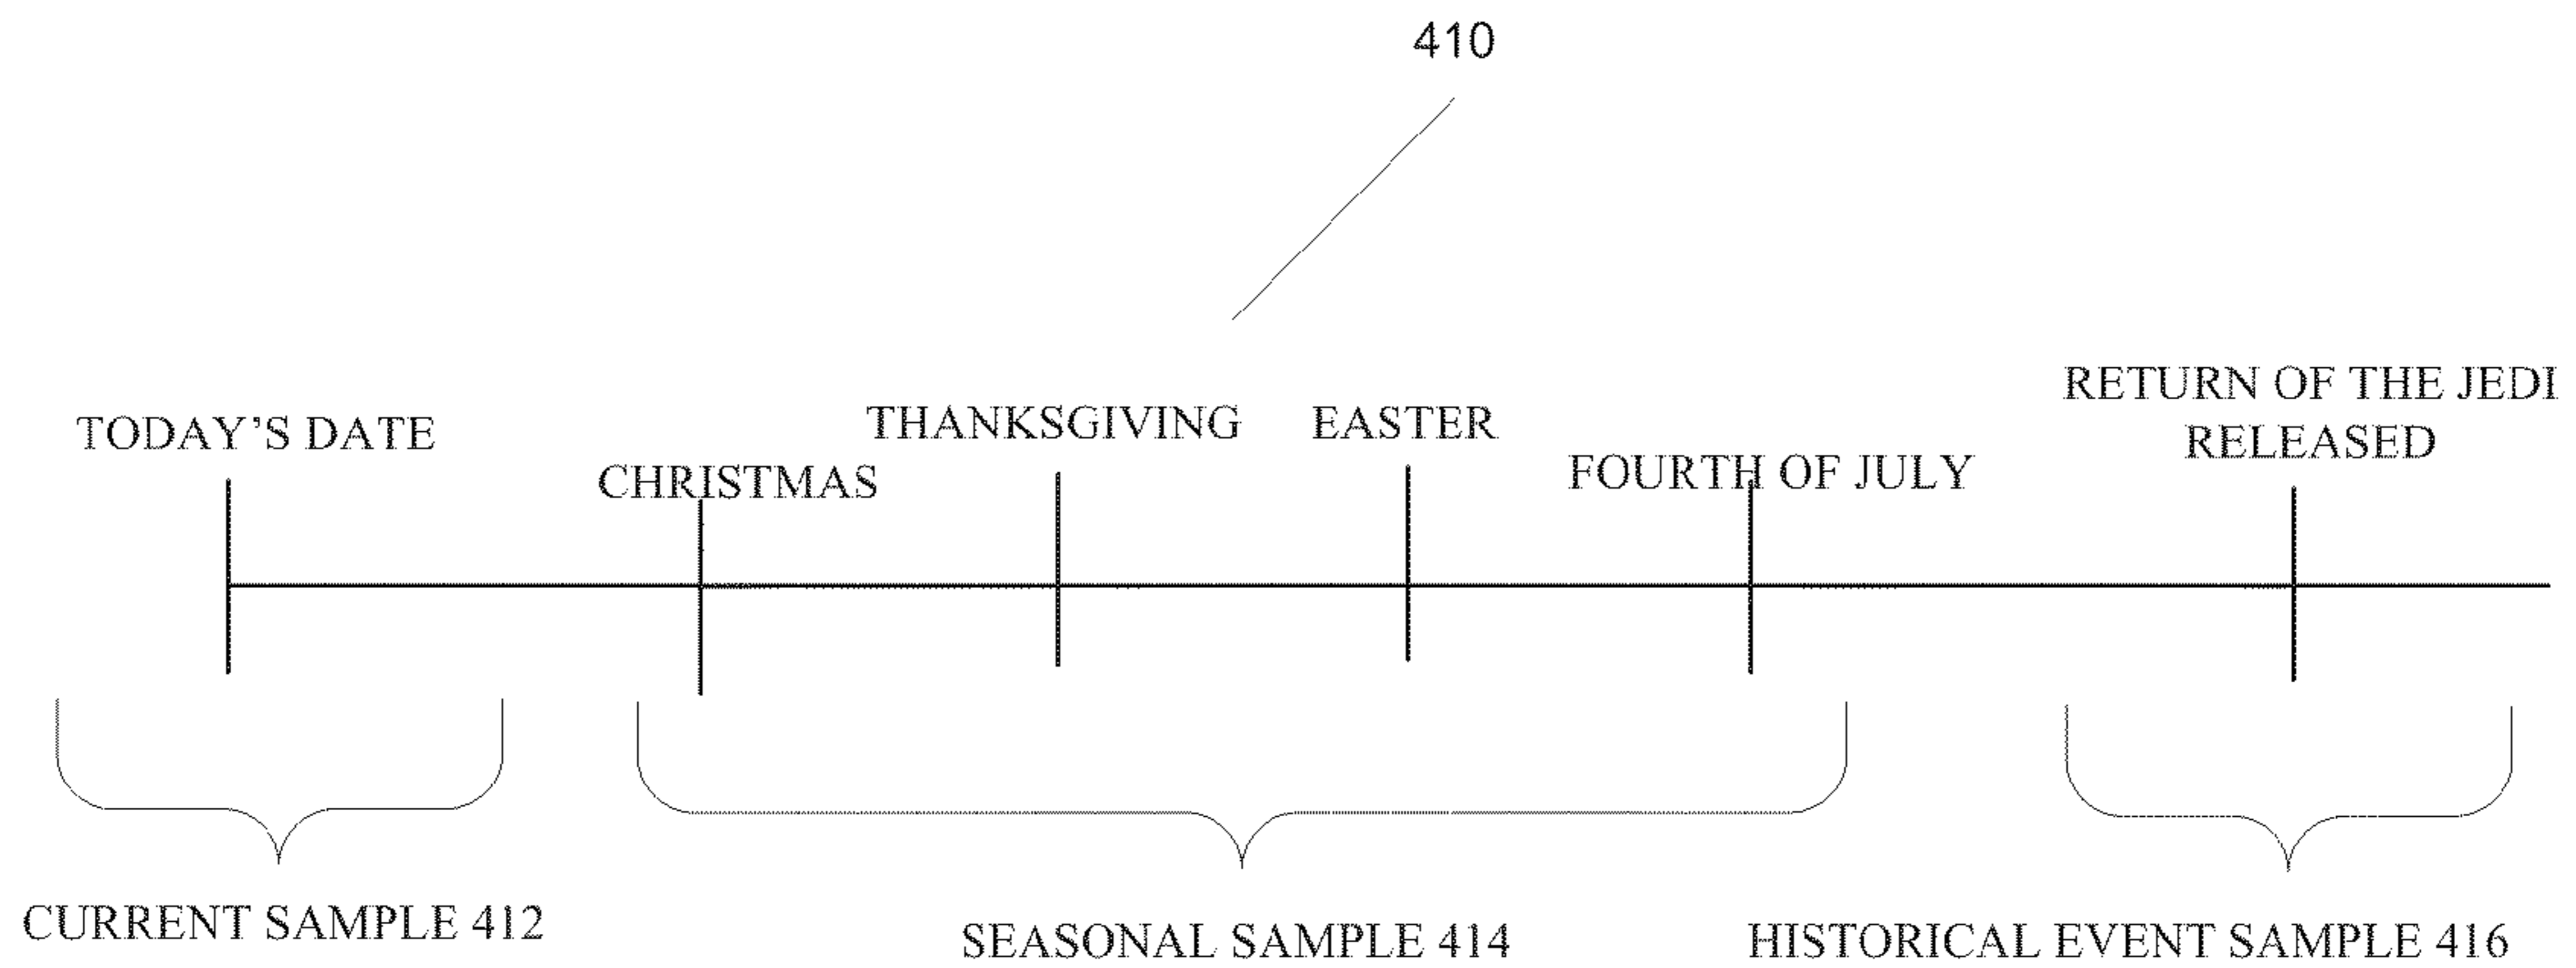 410
RETURN OF THE JEDI
RELEASED
TODAY'S DATE
THANKSGIVING
EASTER
CHRISTMAS
FOURTH OF JULY
CURRENT SAMPLE 412
SEASONAL SAMPLE 414
HISTORICAL EVENT SAMPLE 416